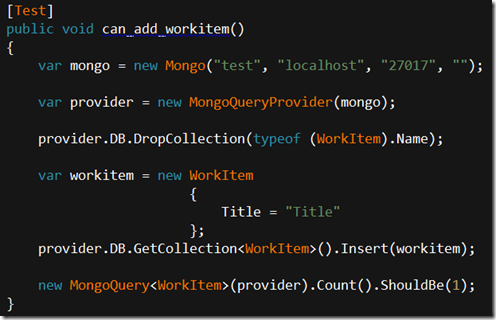 [Test]
public void can_add_workitem()
{
    var mongo = new Mongo("test", "localhost", "27017", "");
    var provider = new MongoQueryProvider(mongo);
    provider.DB.DropCollection(typeof (WorkItem).Name);
    var workitem = new WorkItem
                       {
                           Title = "Title"
                       };
    provider.DB.GetCollection<WorkItem>().Insert(workitem);
    new MongoQuery<WorkItem>(provider).Count().ShouldBe(1);
}